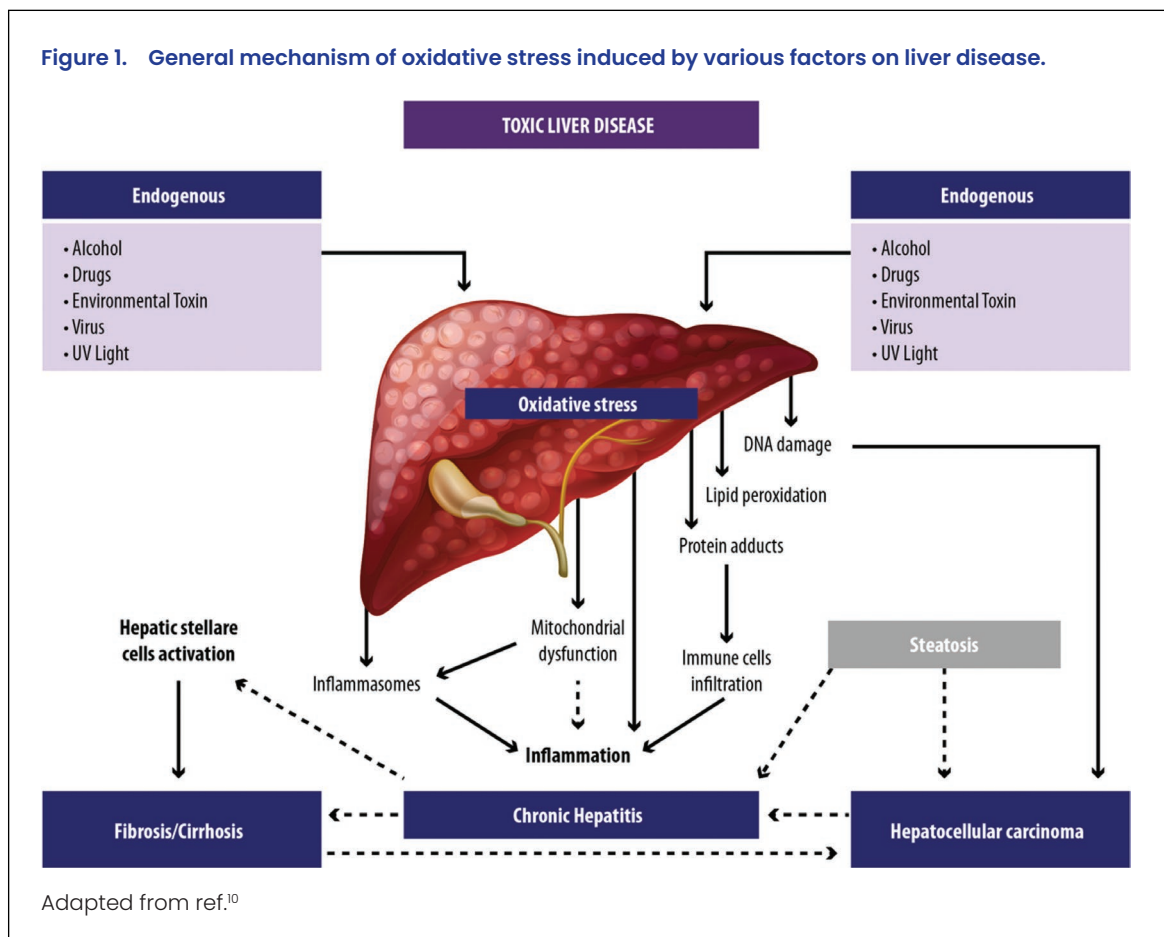 Figure 1. General mechanism of oxidative stress induced by various factors on liver disease.
TOXIC LIVER DISEASE
Endogenous
• Alcohol
• Drugs
• Environmental Toxin
• Virus
• UV Light
Endogenous
• Alcohol
• Drugs
• Environmental Toxin
• Virus
• UV Light
Oxidative stress
DNA damage
Lipid peroxidation
Protein adducts
Hepatic stellare
cells activation
Mitochondrial
dysfunction
Inflammasomes
Immune cells
infiltration
Steatosis
Inflammation
Fibrosis/Cirrhosis
Chronic Hepatitis
Hepatocellular carcinoma
Adapted from ref.10